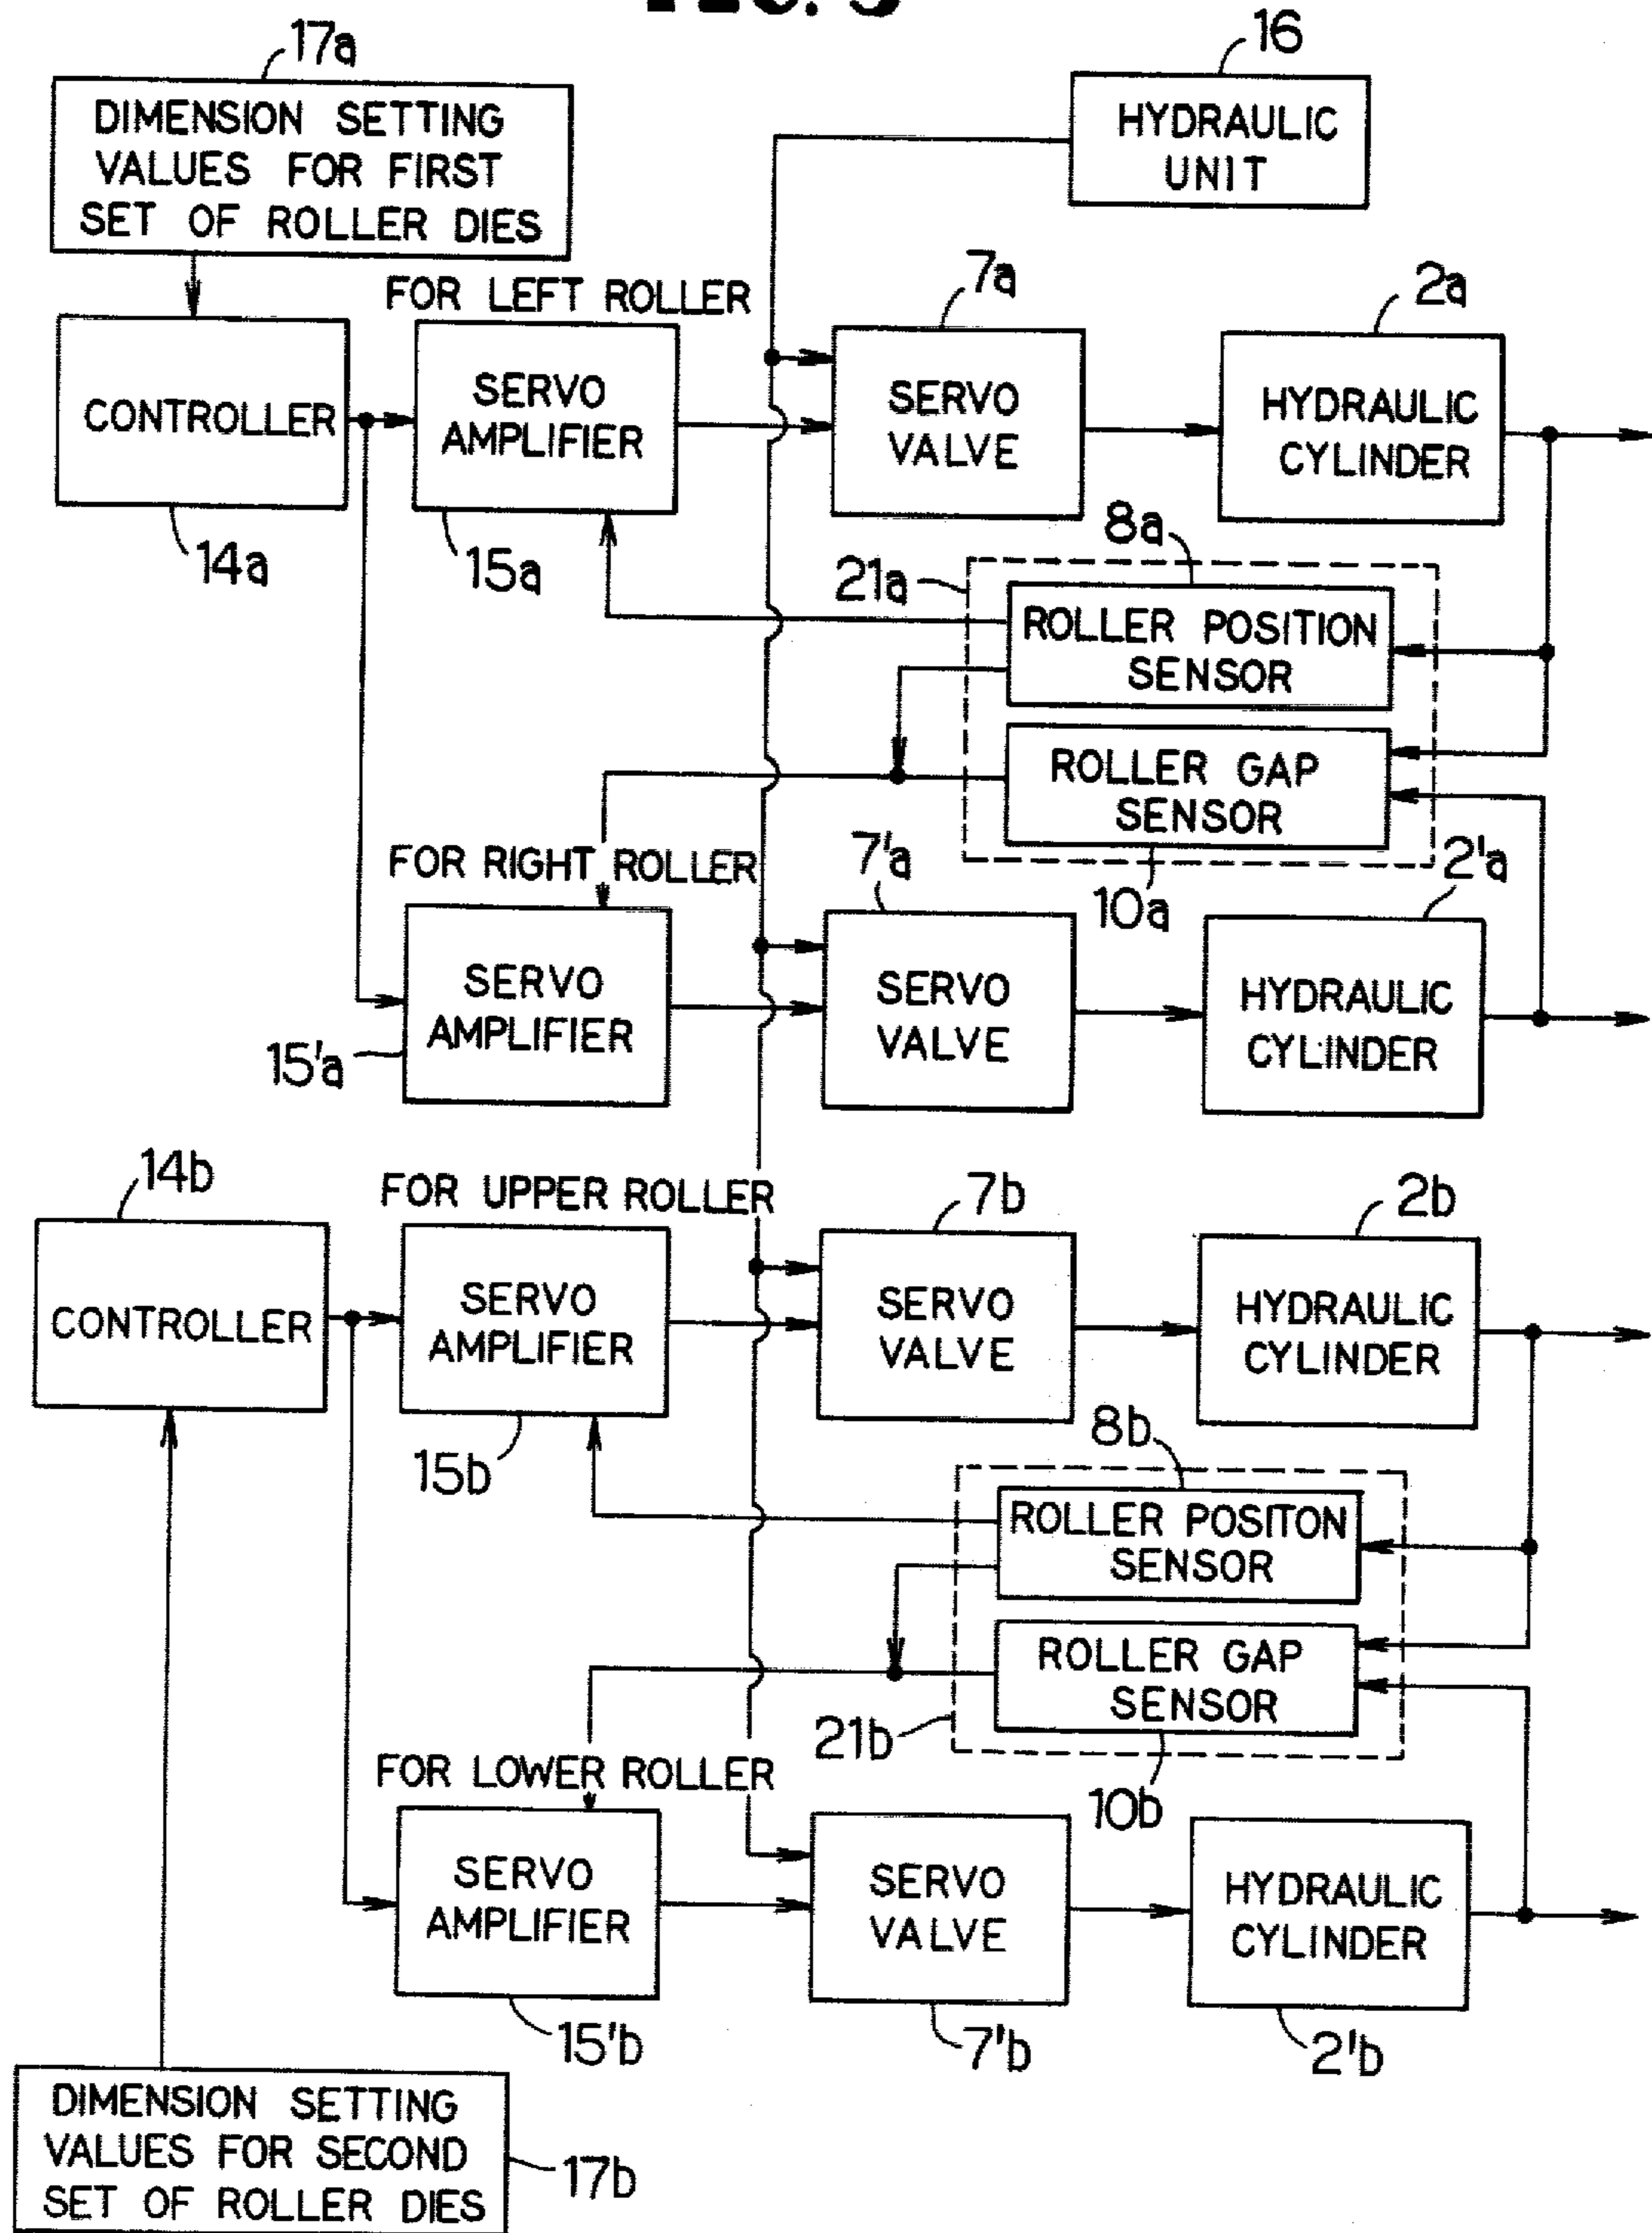 17a
16
DIMENSION SETTING
VALUES FOR FIRST
SET OF ROLLER DIES
HYDRAULIC
UNIT
FOR LEFT ROLLER
7a
2a
CONTROLLER
SERVO
AMPLIFIER
SERVO
VALVE
HYDRAULIC
CYLINDER
14a
15a
8a
21a
ROLLER POSITION
SENSOR
ROLLER GAP
SENSOR
FOR RIGHT ROLLER
7'a
10a
2'a
SERVO
AMPLIFIER
SERVO
VALVE
HYDRAULIC
CYLINDER
15'a
14b
FOR UPPER ROLLER
7b
2b
CONTROLLER
SERVO
AMPLIFIER
SERVO
VALVE
HYDRAULIC
CYLINDER
15b
8b
ROLLER POSITON
SENSOR
ROLLER GAP
SENSOR
21b
FOR LOWER ROLLER
10b
SERVO
AMPLIFIER
SERVO
VALVE
HYDRAULIC
CYLINDER
15'b
7'b
2'b
DIMENSION SETTING
VALUES FOR SECOND
SET OF ROLLER DIES
17b